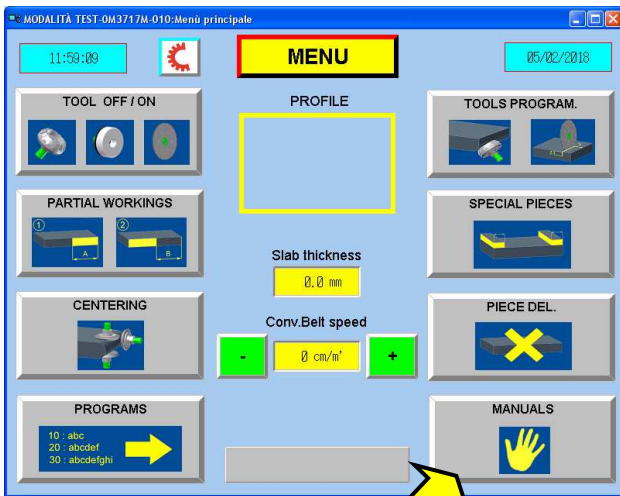 MODALITÀ TEST-0M3717M-010:Menù principale
11:59:09
MENU
05/02/2018
TOOL OFF / ON
PROFILE
TOOLS PROGRAM.
PARTIAL WORKINGS
1
2
A
B
SPECIAL PIECES
Slab thickness
0.0 mm
CENTERING
Conv.Belt speed
- 0 cm/m' +
PIECE DEL.
PROGRAMS
10 : abc
20 : abcdef
30 : abcdefghi
MANUALS